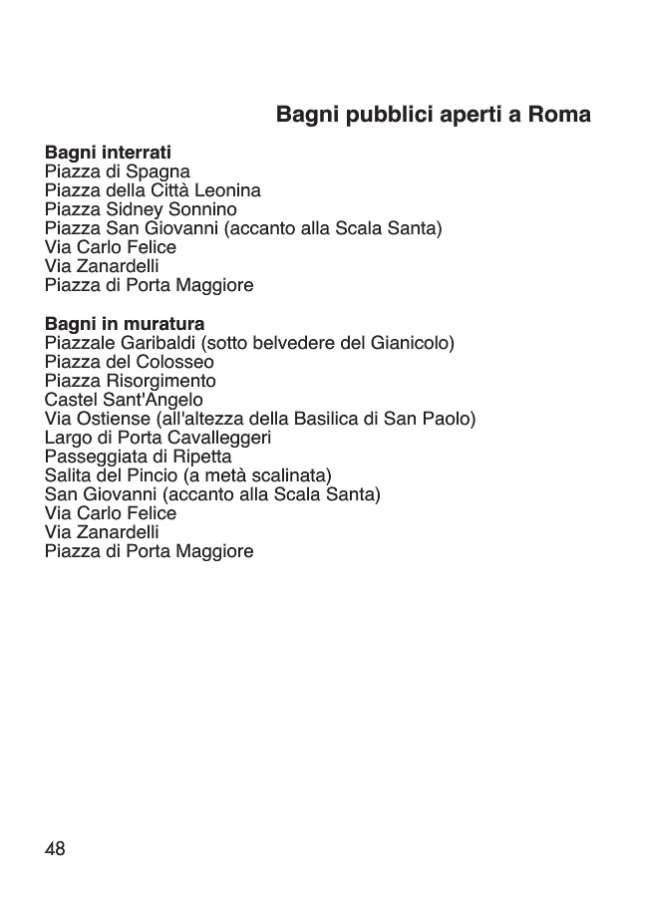 Bagni pubblici aperti a Roma
Bagni interrati
Piazza di Spagna
Piazza della Città Leonina
Piazza Sidney Sonnino
Piazza San Giovanni (accanto alla Scala Santa)
Via Carlo Felice
Via Zanardelli
Piazza di Porta Maggiore
Bagni in muratura
Piazzale Garibaldi (sotto belvedere del Gianicolo)
Piazza del Colosseo
Piazza Risorgimento
Castel Sant'Angelo
Via Ostiense (all'altezza della Basilica di San Paolo)
Largo di Porta Cavalleggeri
Passeggiata di Ripetta
Salita del Pincio (a metà scalinata)
San Giovanni (accanto alla Scala Santa)
Via Carlo Felice
Via Zanardelli
Piazza di Porta Maggiore
48